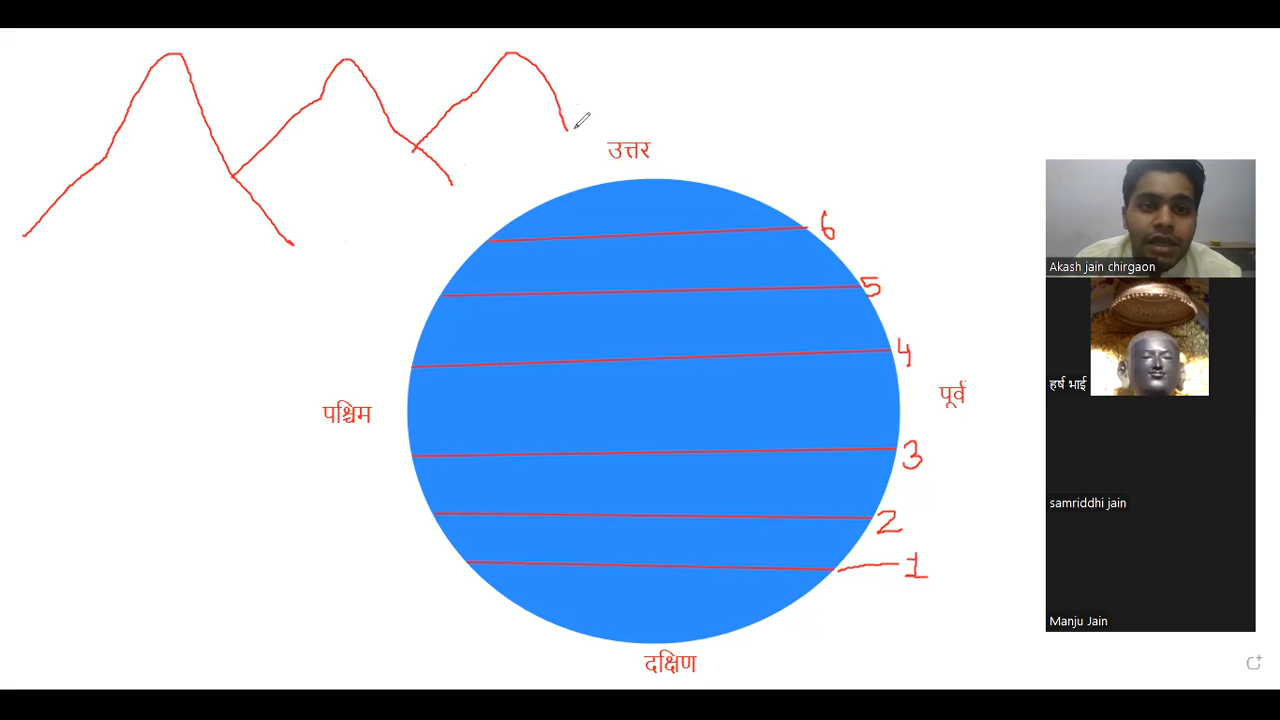 उत्तर
6
5
4
पश्चिम
पूर्व
3
2
1
दक्षिण
Akash jain chirgaon
हर्ष भाई
samriddhi jain
Manju Jain